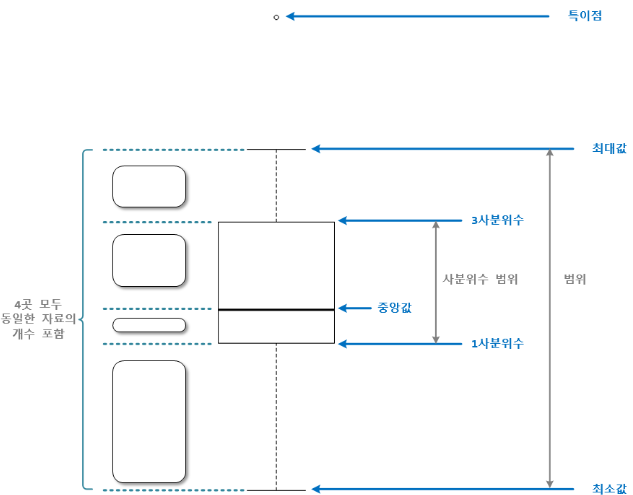 특이점
최대값
3사분위수
사분위수 범위
범위
4곳 모두
동일한 자료의
개수 포함
중앙값
1사분위수
최소값